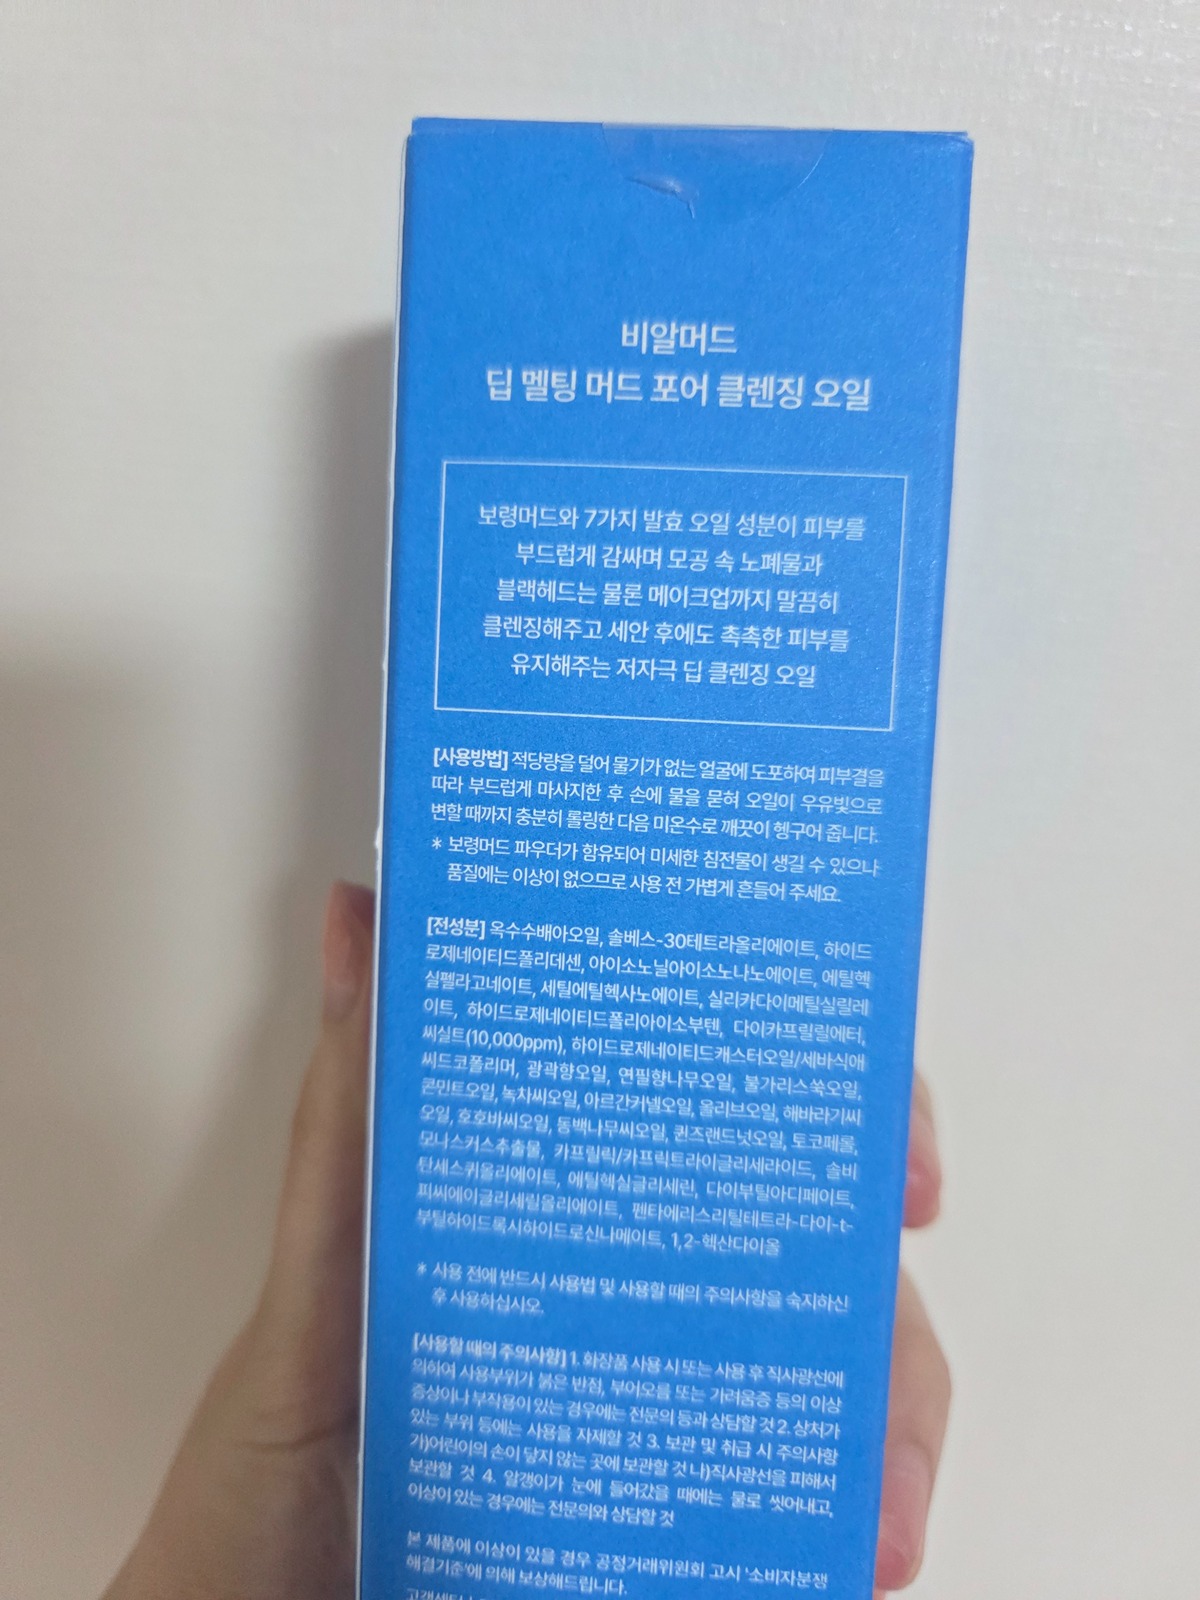 비알머드
딥 멜팅 머드 포어 클렌징 오일
보령머드와 7가지 발효 오일 성분이 피부를
부드럽게 감싸며 모공 속 노폐물과
블랙헤드는 물론 메이크업까지 말끔히
클렌징해주고 세안 후에도 촉촉한 피부를
유지해주는 저자극 딥 클렌징 오일
[사용방법] 적당량을 덜어 물기가 없는 얼굴에 도포하여 피부결을
따라 부드럽게 마사지한 후 손에 물을 묻혀 오일이 우유빛으로
변할 때까지 충분히 롤링한 다음 미온수로 깨끗이 헹구어 줍니다.
* 보령머드 파우더가 함유되어 미세한 침전물이 생길 수 있으나
품질에는 이상이 없으므로 사용 전 가볍게 흔들어 주세요.
[전성분] 옥수수배아오일, 솔베스-30테트라올리에이트, 하이드
로제네이티드폴리데센, 아이소노닐아이소노나노에이트, 에틸헥
실펠라고네이트, 세틸에틸헥사노에이트, 실리카다이메틸실릴레
이트, 하이드로제네이티드폴리아이소부텐, 다이카프릴릴에터,
씨실트(10,000ppm), 하이드로제네이티드캐스터오일/세바식애
씨드코폴리머, 광곽향오일, 연필향나무오일, 불가리스쑥오일,
콘민트오일, 녹차씨오일, 아르간커넬오일, 올리브오일, 해바라기씨
오일, 호호바씨오일, 동백나무씨오일, 퀸즈랜드넛오일, 토코페롤,
모니스커스추출물, 카프릴릭/카프릭트라이글리세라이드, 솔비
탄세스퀴올리에이트, 에틸헥실글리세린, 다이부틸아디페이트,
피씨에이글리세릴올리에이트, 펜타에리스리틸테트라-다이-t-
부틸하이드록시하이드로신나메이트, 1,2-헥산다이올
* 사용 전에 반드시 사용법 및 사용할 때의 주의사항을 숙지하신
후 사용하십시오.
[사용할 때의 주의사항] 1. 화장품 사용 시 또는 사용 후 직사광선에
의하여 사용부위가 붉은 반점, 부어오름 또는 가려움증 등의 이상
증상이나 부작용이 있는 경우에는 전문의 등과 상담할 것 2. 상처가
있는 부위 등에는 사용을 자제할 것 3. 보관 및 취급 시 주의사항
가)어린이의 손이 닿지 않는 곳에 보관할 것 나)직사광선을 피해서
보관할 것 4. 알갱이가 눈에 들어갔을 때에는 물로 씻어내고,
이상이 있는 경우에는 전문의와 상담할 것
본 제품에 이상이 있을 경우 공정거래위원회 고시 '소비자분쟁
해결기준'에 의해 보상해드립니다.